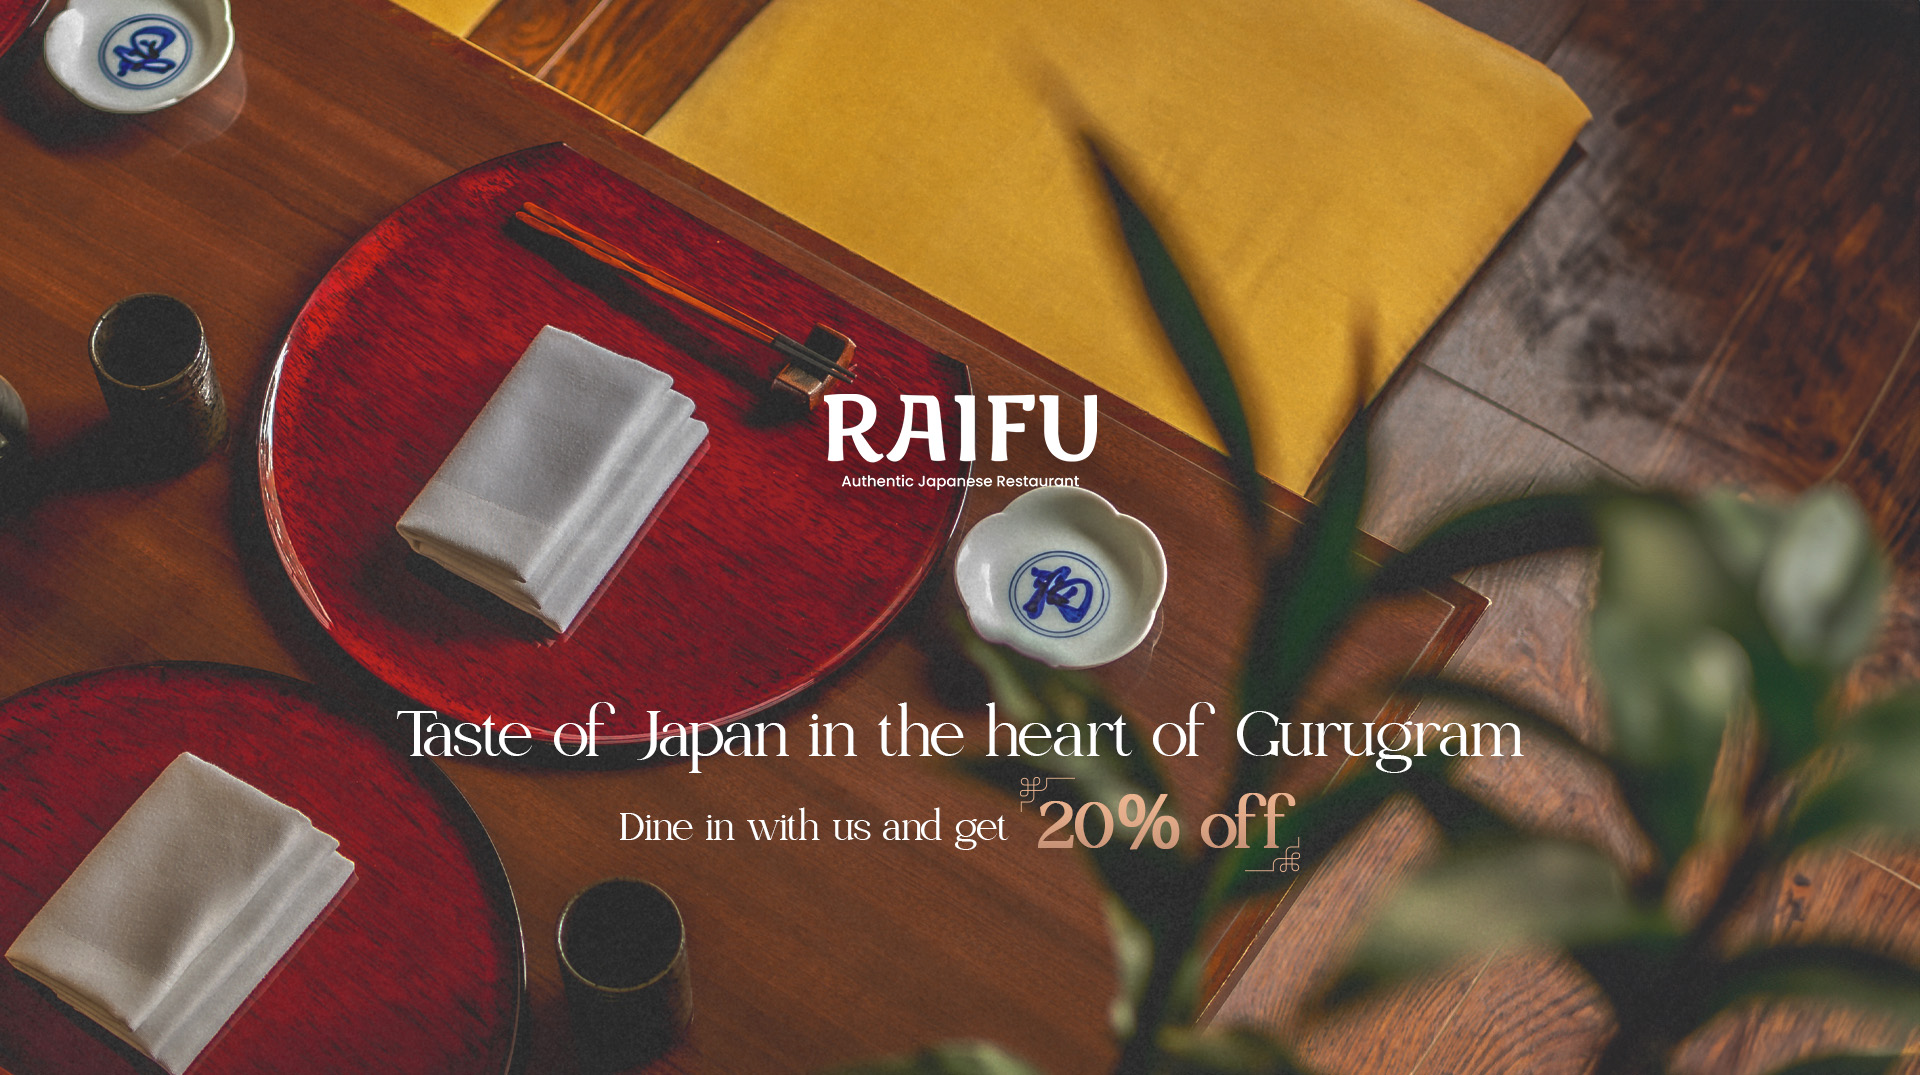 RAIFU
Authentic Japanese Restaurant
Taste of Japan in the heart of Gurugram
Dine in with us and get 20% off